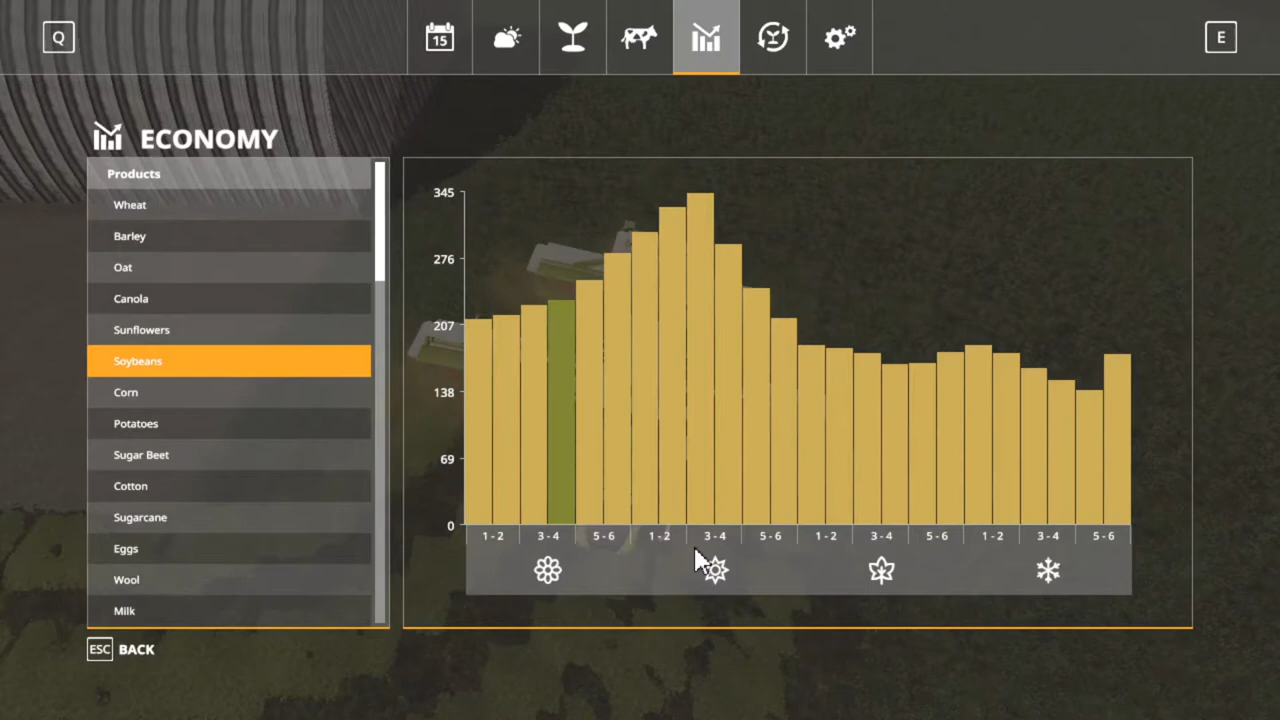 Q
15
E
ECONOMY
Products
Wheat
Barley
Oat
Canola
Sunflowers
Soybeans
Corn
Potatoes
Sugar Beet
Cotton
Sugarcane
Eggs
Wool
Milk
345
276
207
138
69
0
1 - 2 3 - 4 5 - 6 1 - 2 3 - 4 5 - 6 1 - 2 3 - 4 5 - 6 1 - 2 3 - 4 5 - 6
ESC BACK